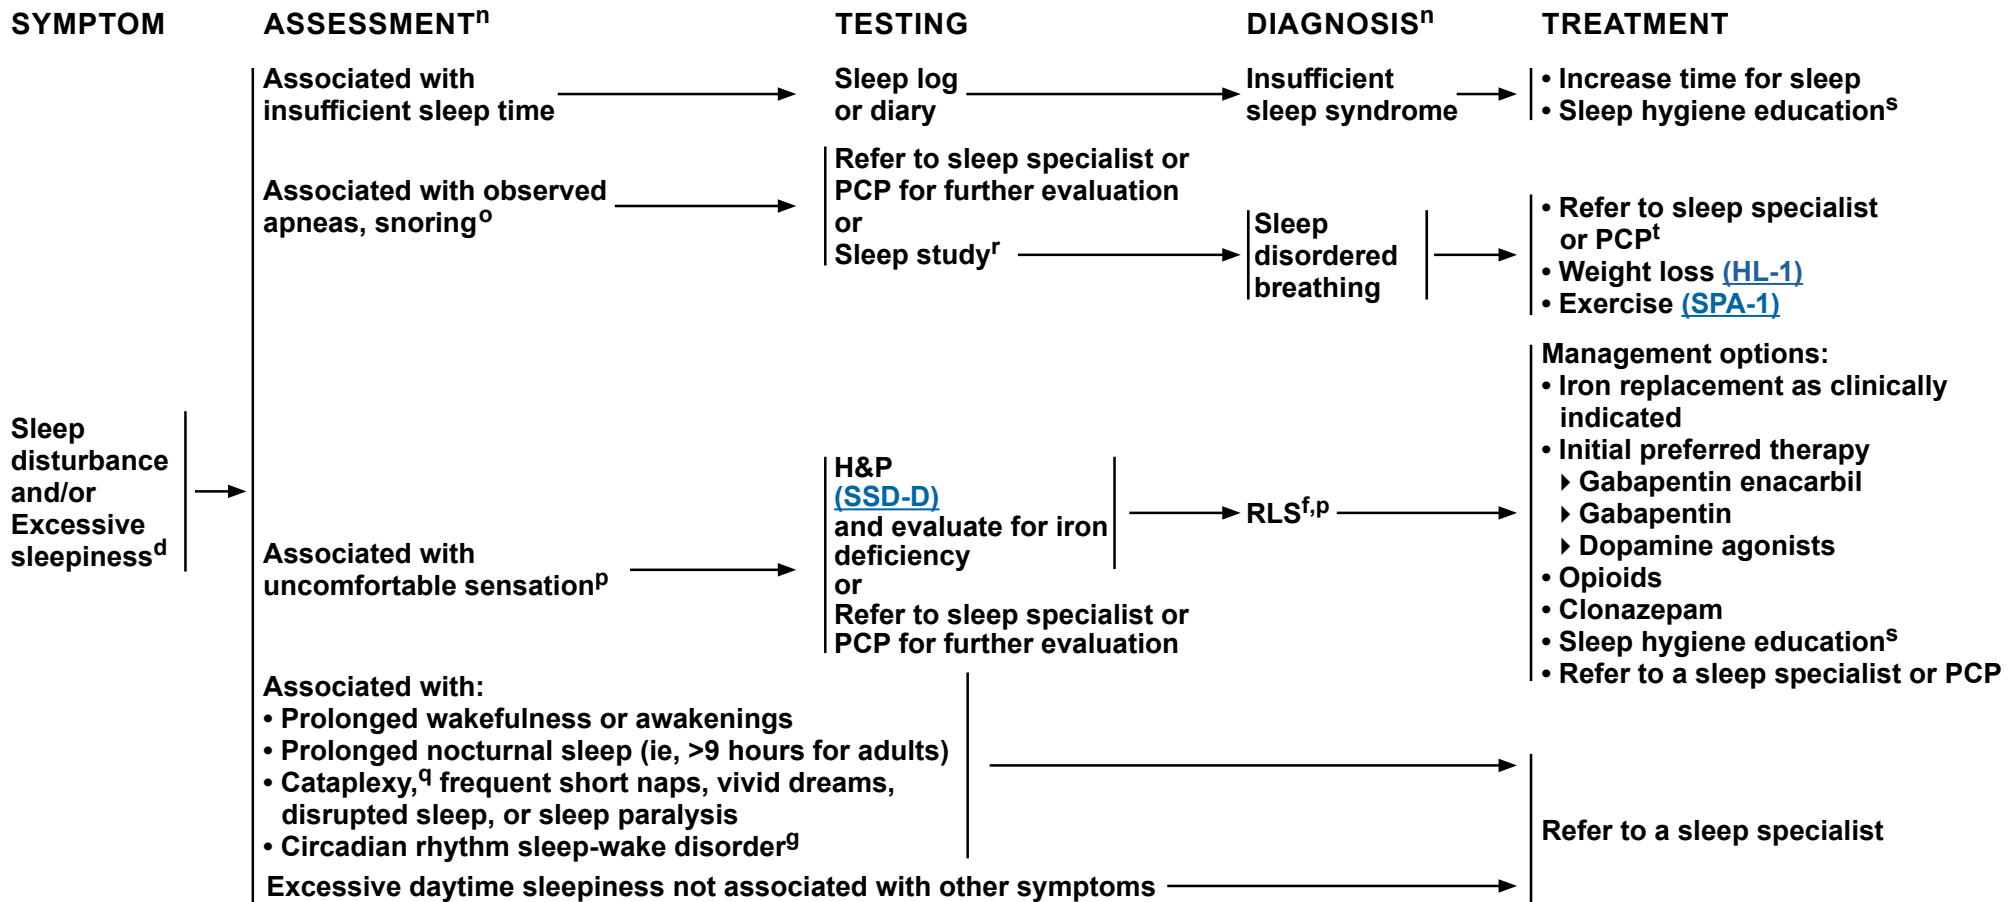 SYMPTOM ASSESSMENTⁿ TESTING DIAGNOSISⁿ TREATMENT
Sleep
disturbance
and/or
Excessive
sleepinessᵈ
Associated with
insufficient sleep time
Sleep log
or diary
Insufficient
sleep syndrome
• Increase time for sleep
• Sleep hygiene educationˢ
Associated with observed
apneas, snoringᵒ
Refer to sleep specialist or
PCP for further evaluation
or
Sleep studyʳ
Sleep
disordered
breathing
• Refer to sleep specialist
or PCPᵗ
• Weight loss (HL-1)
• Exercise (SPA-1)
Associated with
uncomfortable sensationᵖ
H&P
(SSD-D)
and evaluate for iron
deficiency
or
Refer to sleep specialist or
PCP for further evaluation
RLSᶠ,ᵖ
Management options:
• Iron replacement as clinically
indicated
• Initial preferred therapy
▸ Gabapentin enacarbil
▸ Gabapentin
▸ Dopamine agonists
• Opioids
• Clonazepam
• Sleep hygiene educationˢ
• Refer to a sleep specialist or PCP
Associated with:
• Prolonged wakefulness or awakenings
• Prolonged nocturnal sleep (ie, >9 hours for adults)
• Cataplexy,q frequent short naps, vivid dreams,
disrupted sleep, or sleep paralysis
• Circadian rhythm sleep-wake disorderᵍ
Excessive daytime sleepiness not associated with other symptoms
Refer to a sleep specialist